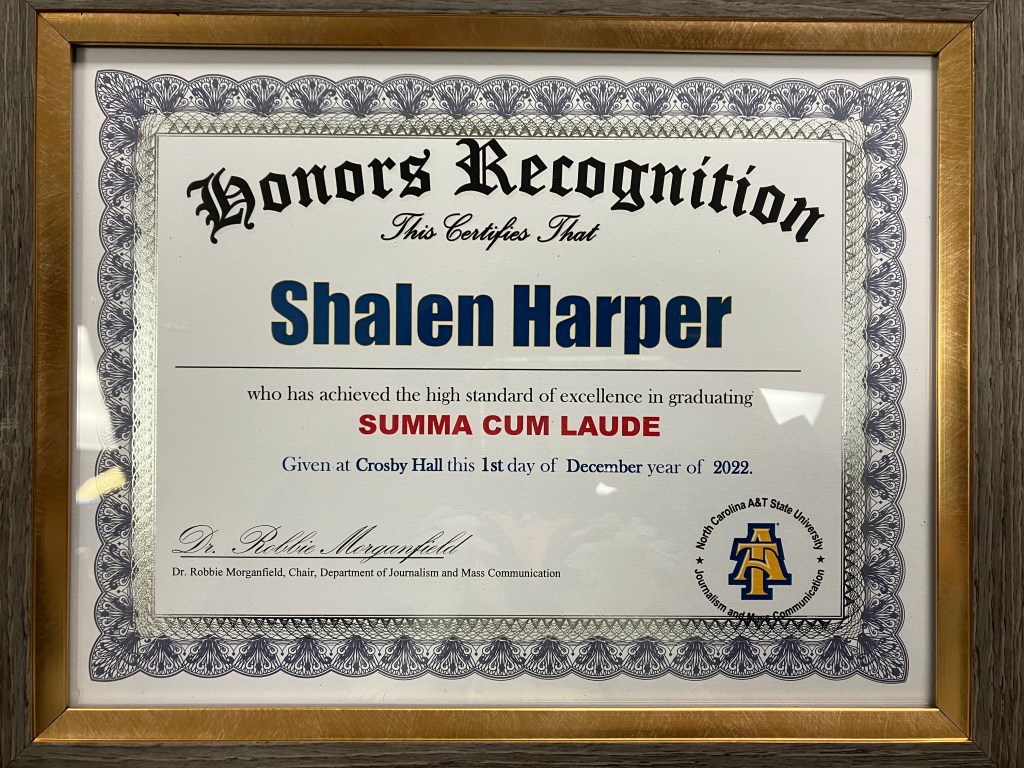 Honors Recognition
This Certifies That
Shalen Harper
who has achieved the high standard of excellence in graduating
SUMMA CUM LAUDE
Given at Crosby Hall this 1st day of December year of 2022.
Dr. Robbie Morganfield
Dr. Robbie Morganfield, Chair, Department of Journalism and Mass Communication
North Carolina A&T State University
AT
★ Journalism and Mass Communication ★